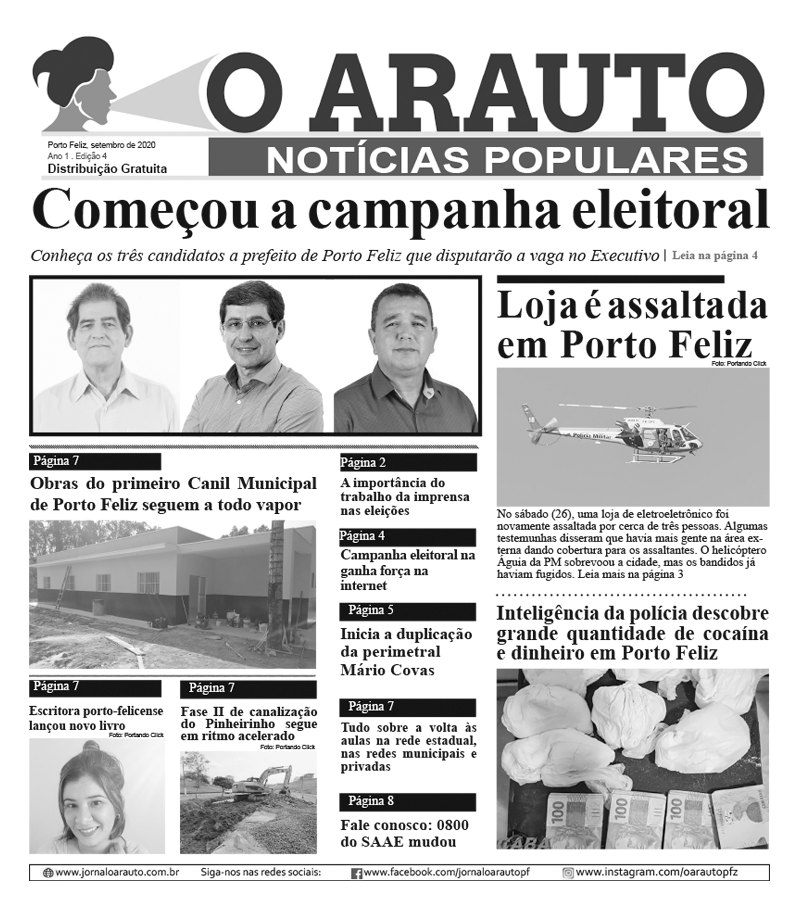 O ARAUTO
NOTÍCIAS POPULARES
Porto Feliz, setembro de 2020
Ano 1 . Edição 4
Distribuição Gratuita
Começou a campanha eleitoral
Conheça os três candidatos a prefeito de Porto Feliz que disputarão a vaga no Executivo | Leia na página 4
Página 7
Obras do primeiro Canil Municipal
de Porto Feliz seguem a todo vapor
Página 7
Escritora porto-felicense
lançou novo livro
Foto: Portando Click
Página 7
Fase II de canalização
do Pinheirinho segue
em ritmo acelerado
Foto: Portando Click
Página 2
A importância do
trabalho da imprensa
nas eleições
Página 4
Campanha eleitoral na
ganha força na
internet
Página 5
Inicia a duplicação
da perimetral
Mário Covas
Página 7
Tudo sobre a volta às
aulas na rede estadual,
nas redes municipais e
privadas
Página 8
Fale conosco: 0800
do SAAE mudou
Loja é assaltada
em Porto Feliz
Foto: Portando Click
Polícia Militar
No sábado (26), uma loja de eletroeletrônico foi
novamente assaltada por cerca de três pessoas. Algumas
testemunhas disseram que havia mais gente na área ex-
terna dando cobertura para os assaltantes. O helicóptero
Águia da PM sobrevoou a cidade, mas os bandidos já
haviam fugidos. Leia mais na página 3
Inteligência da polícia descobre
grande quantidade de cocaína
e dinheiro em Porto Feliz
100
100
100
www.jornaloarauto.com.br Siga-nos nas redes sociais: www.facebook.com/jornaloarautopf www.instagram.com/oarautopfz